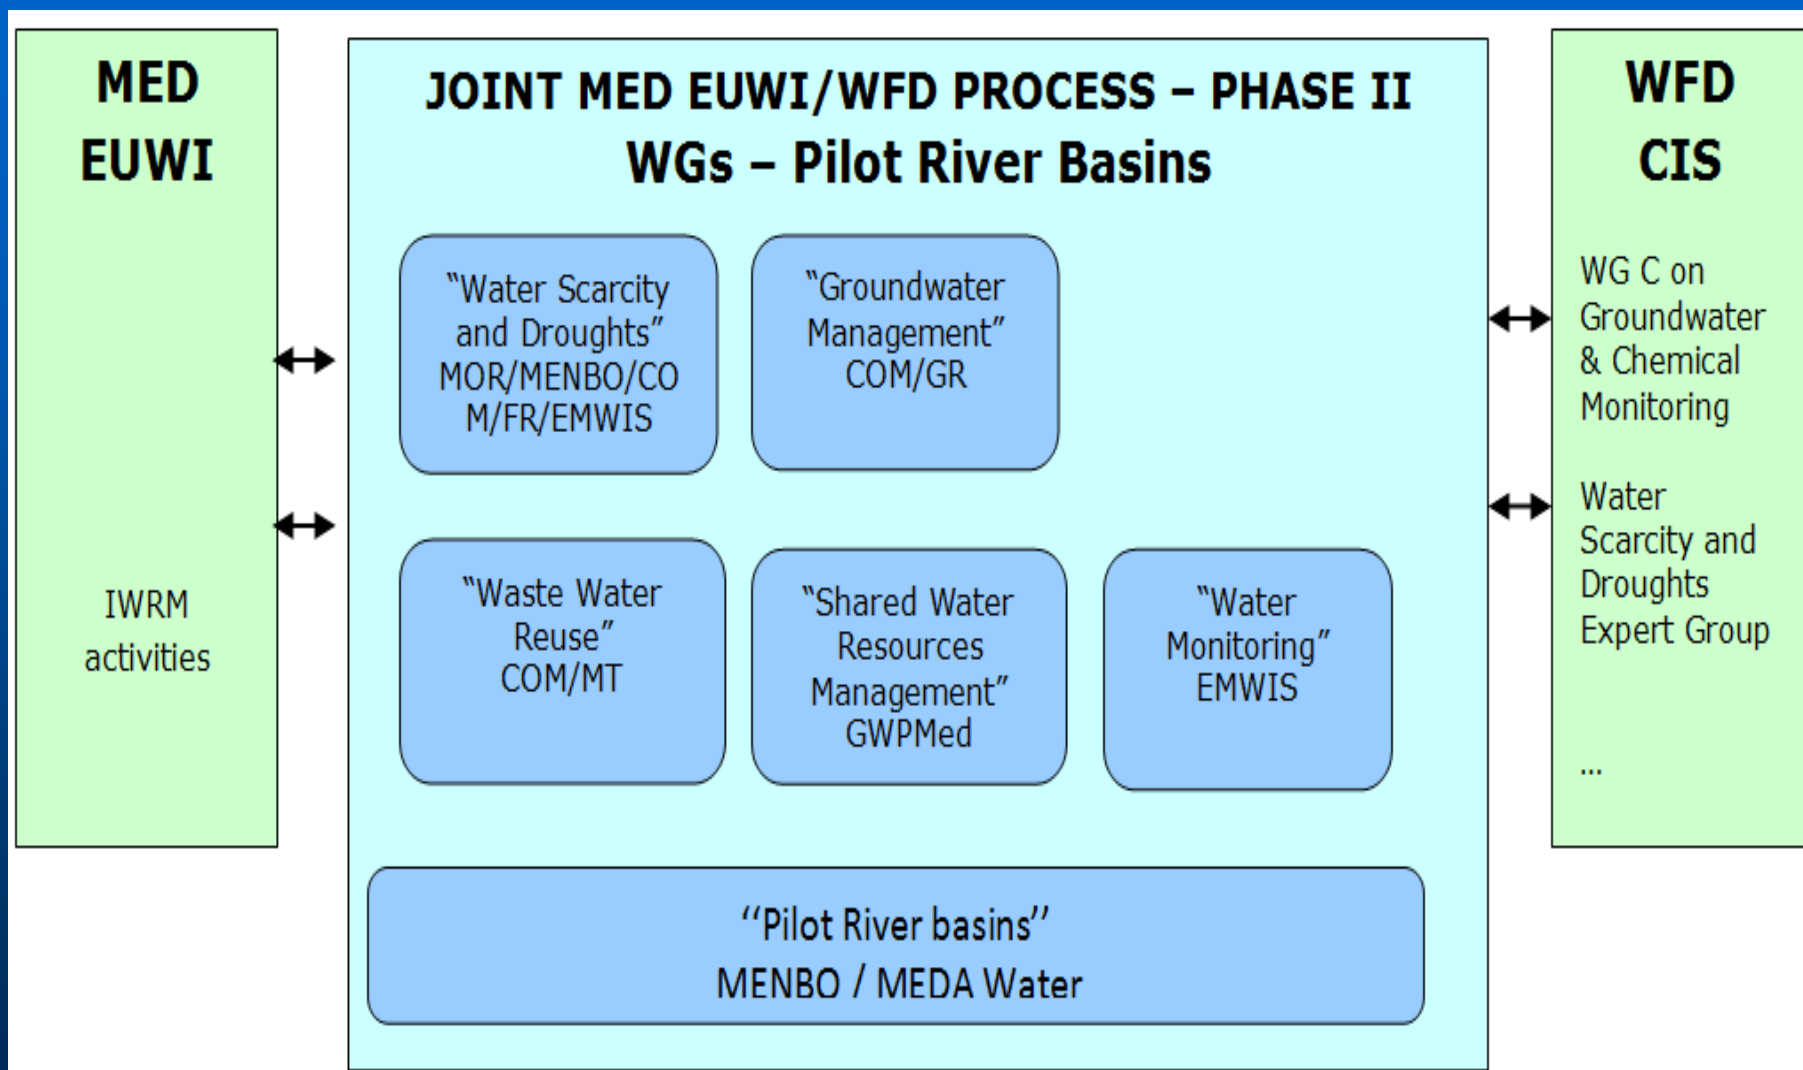 MED
EUWI
IWRM
activities
JOINT MED EUWI/WFD PROCESS – PHASE II
WGs – Pilot River Basins
“Water Scarcity
and Droughts”
MOR/MENBO/CO
M/FR/EMWIS
“Groundwater
Management”
COM/GR
“Waste Water
Reuse”
COM/MT
“Shared Water
Resources
Management”
GWPMed
“Water
Monitoring”
EMWIS
‘‘Pilot River basins’’
MENBO / MEDA Water
WFD
CIS
WG C on
Groundwater
& Chemical
Monitoring
Water
Scarcity and
Droughts
Expert Group
...